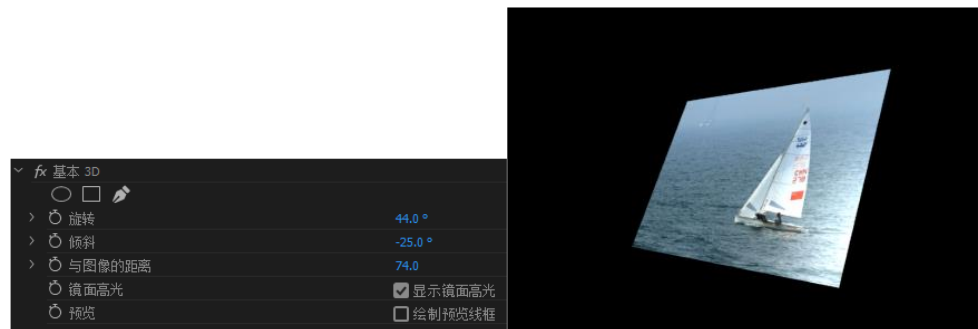 fx 基本 3D
旋转 44.0 °
倾斜 -25.0 °
与图像的距离 74.0
镜面高光 显示镜面高光
预览 绘制预览线框